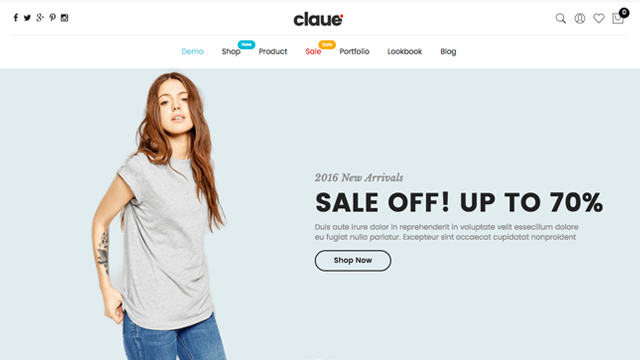 claue
0
Demo
Shop
New
Product
Sale
Sale
Portfolio
Lookbook
Blog
2016 New Arrivals
SALE OFF! UP TO 70%
Duis aute irure dolor in reprehenderit in voluptate velit essecillum dolore
eu fugiat nulla pariatur. Excepteur sint occaecat cupidatat nonproident
Shop Now